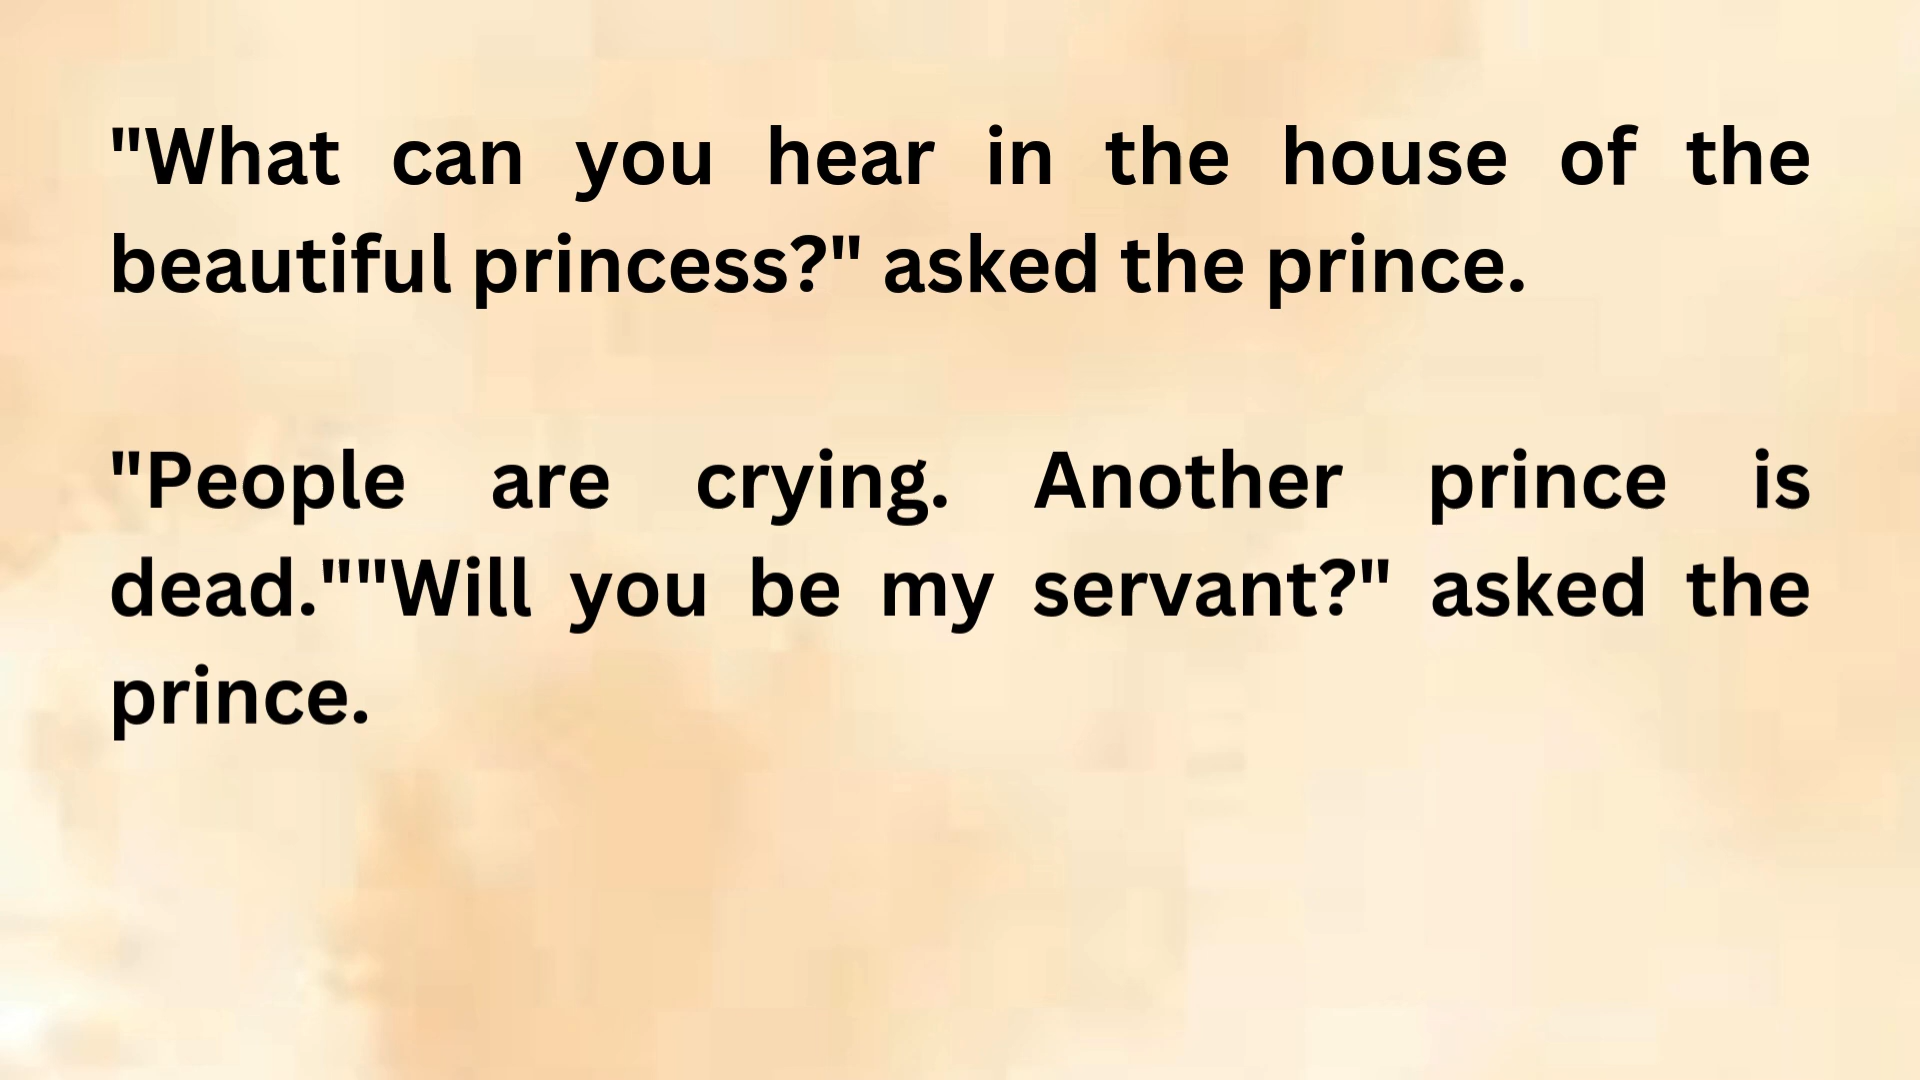 "What can you hear in the house of the
beautiful princess?" asked the prince.
"People are crying. Another prince is
dead.""Will you be my servant?" asked the
prince.